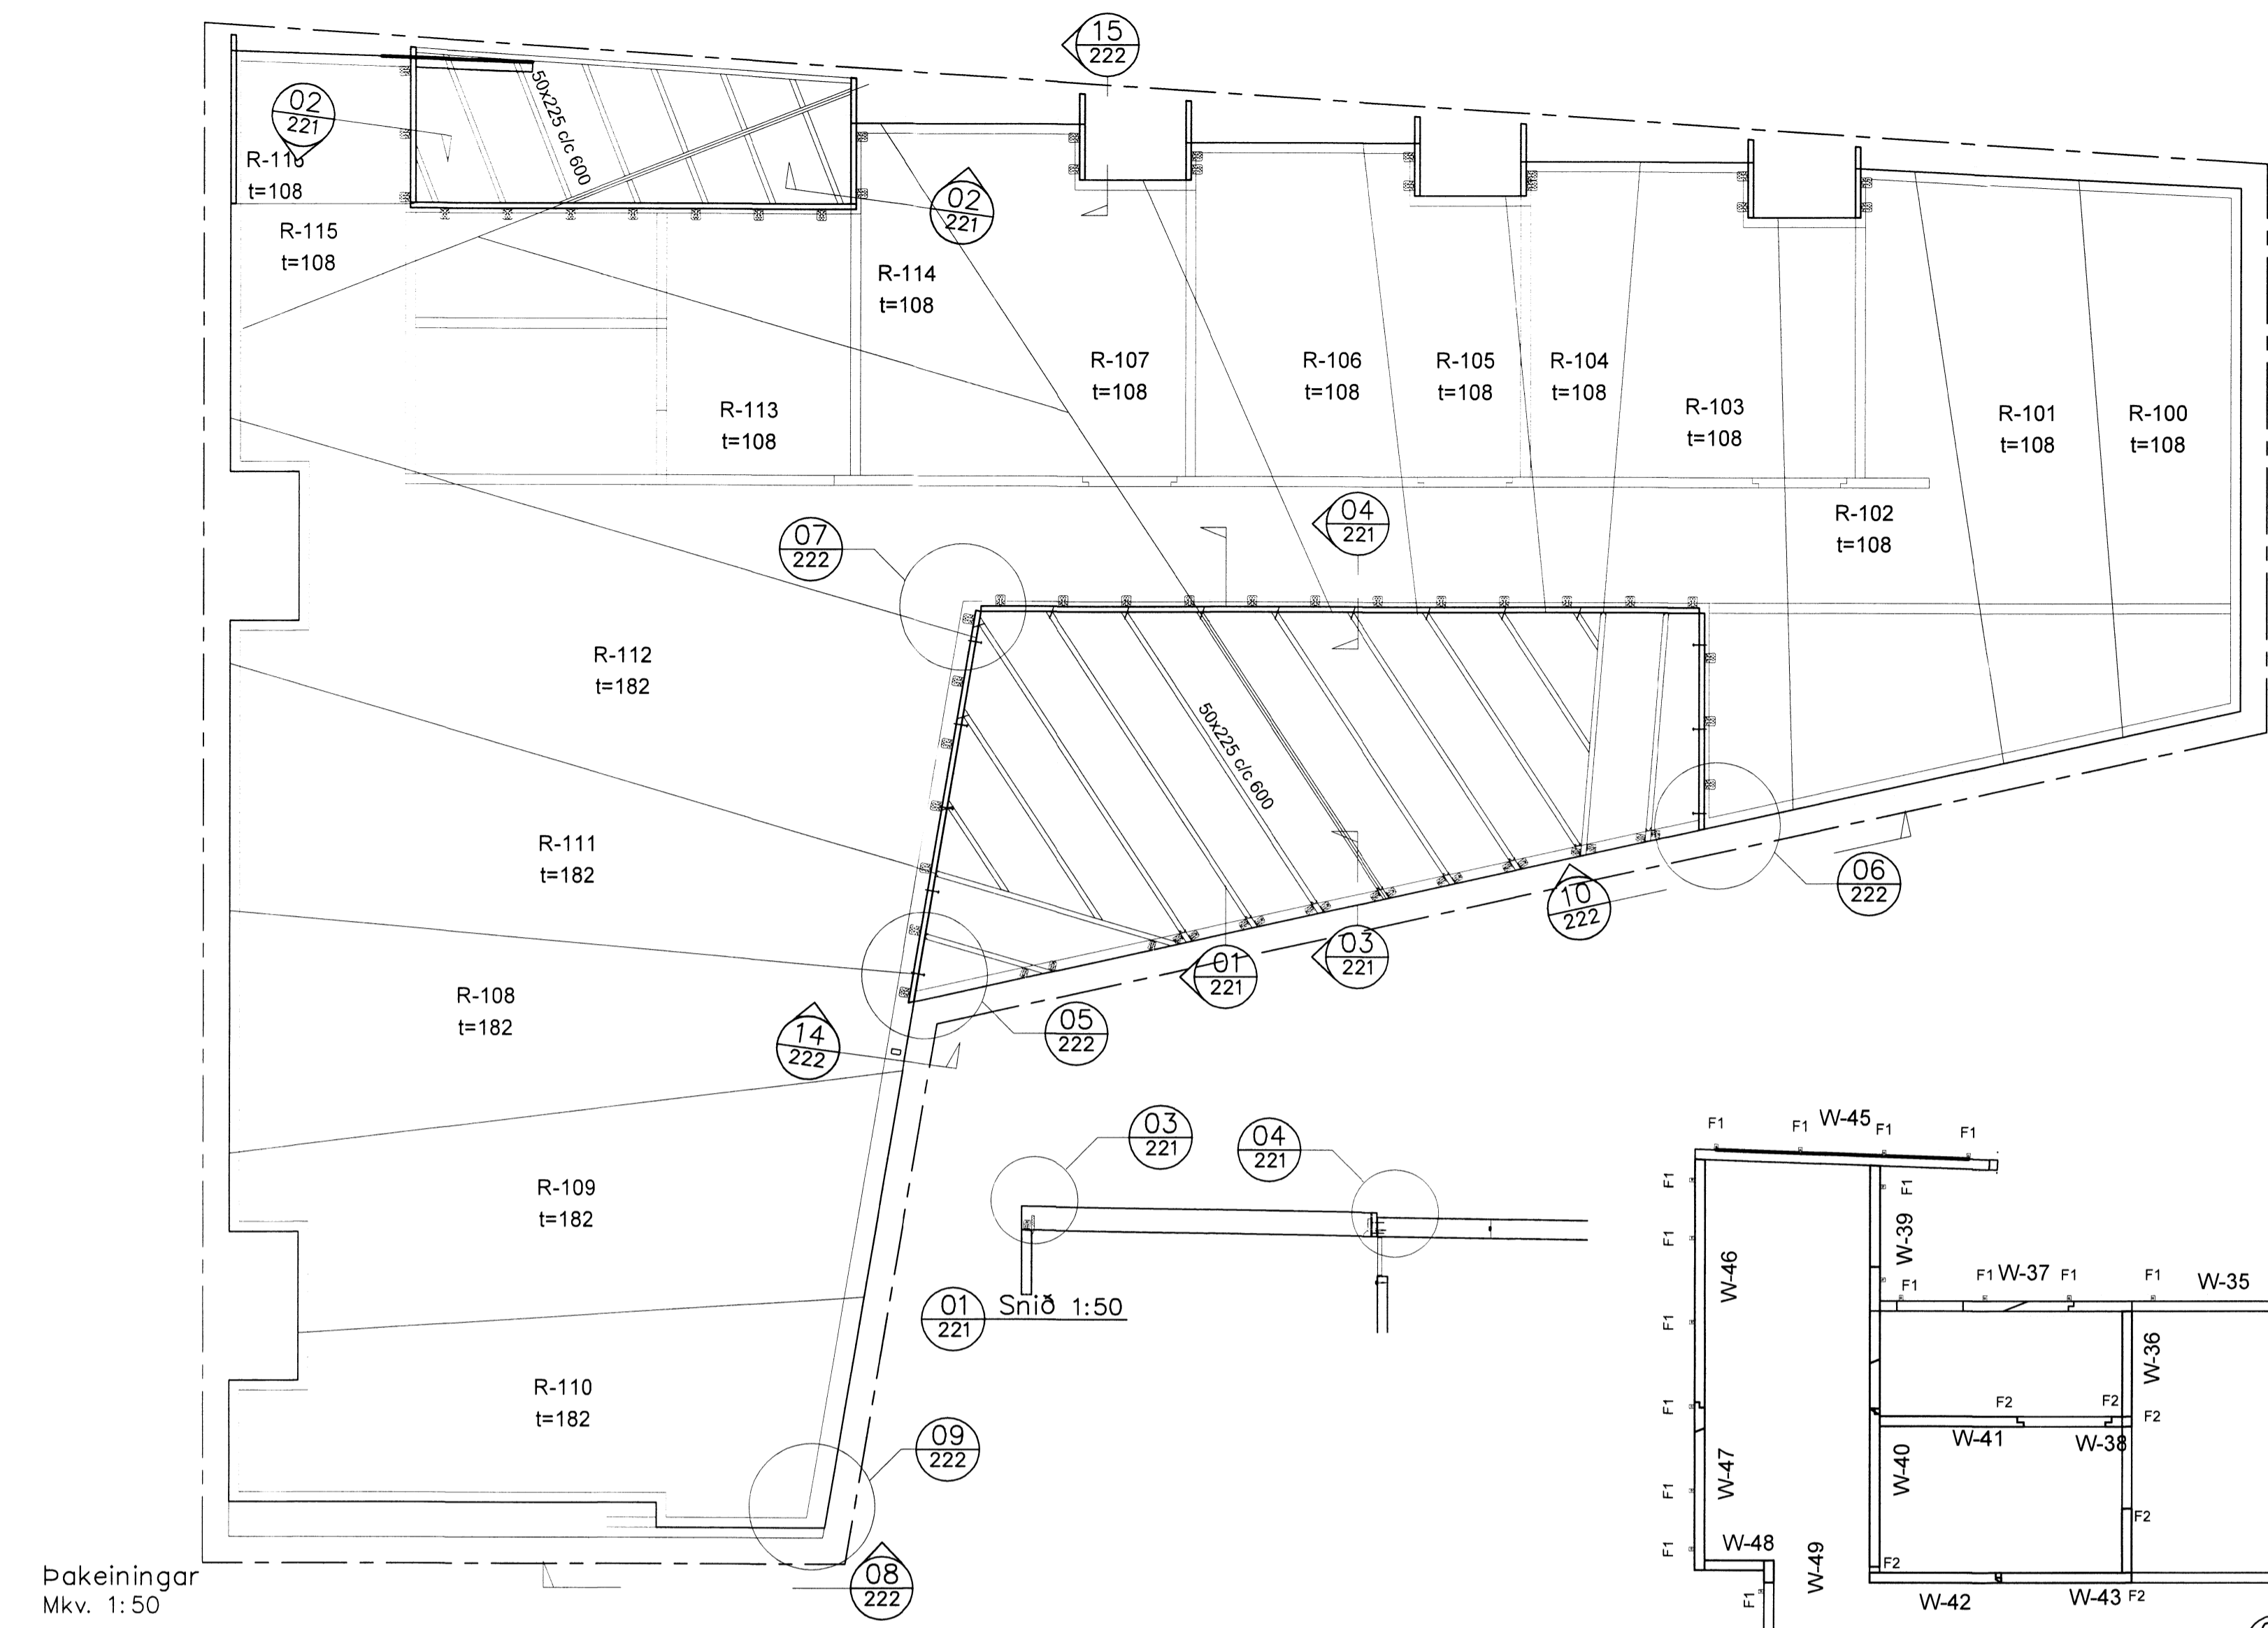 15
222
02
221
50x225 c/c 600
R-116
t=108
02
221
R-115
t=108
R-114
t=108
R-107
t=108
R-106
t=108
R-105
t=108
R-104
t=108
R-103
t=108
R-101
t=108
R-100
t=108
R-113
t=108
04
221
R-102
t=108
07
222
R-112
t=182
50x225 c/c 600
R-111
t=182
06
222
10
222
03
221
01
221
R-108
t=182
05
222
14
222
R-109
t=182
R-110
t=182
09
222
08
222
Þakeiningar
Mkv. 1:50
03
221
04
221
01
221
Snið 1:50
F1
F1
W-45
F1
F1
F1
F1
F1
F1
F1
F1
W-46
W-47
W-39
F1
F1
F1
W-37
F1
F1
W-35
W-36
F2
F2
F2
W-41
W-38
W-40
F2
W-48
F1
W-49
F2
W-42
W-43
F2